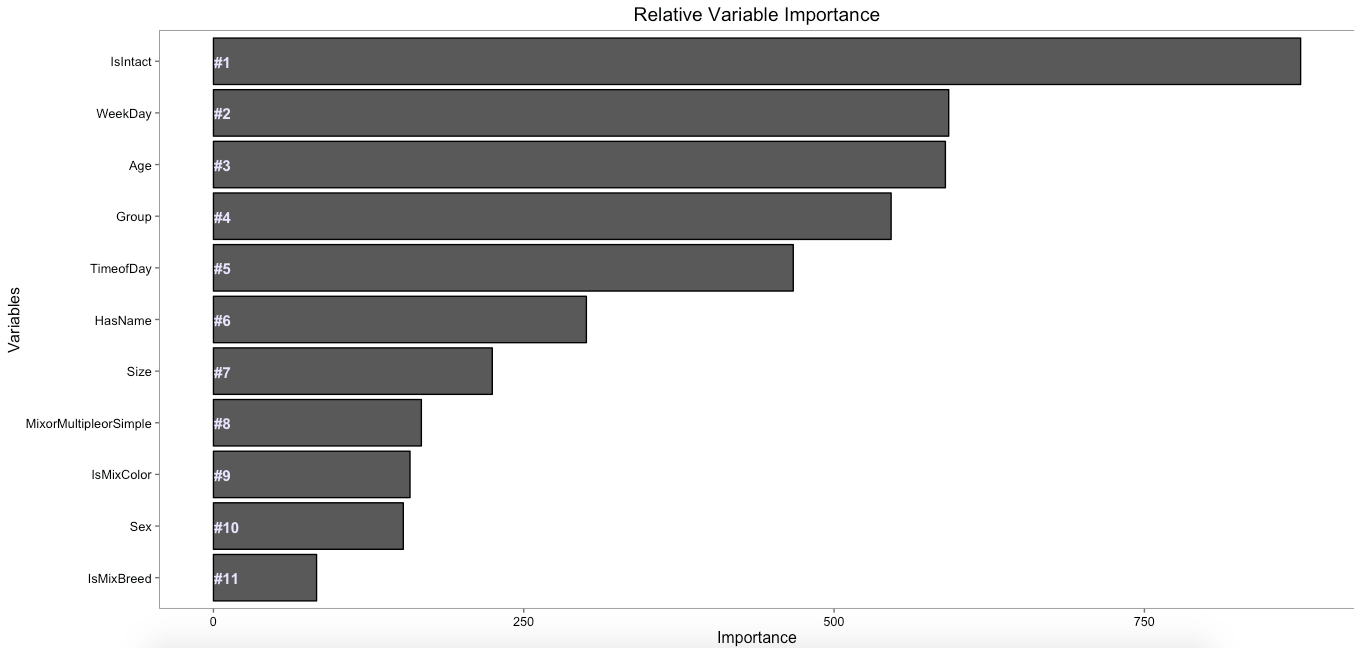 Relative Variable Importance
IsIntact #1
WeekDay #2
Age #3
Group #4
TimeofDay #5
HasName #6
Size #7
MixorMultipleorSimple #8
IsMixColor #9
Sex #10
IsMixBreed #11
Variables
0 250 500 750
Importance